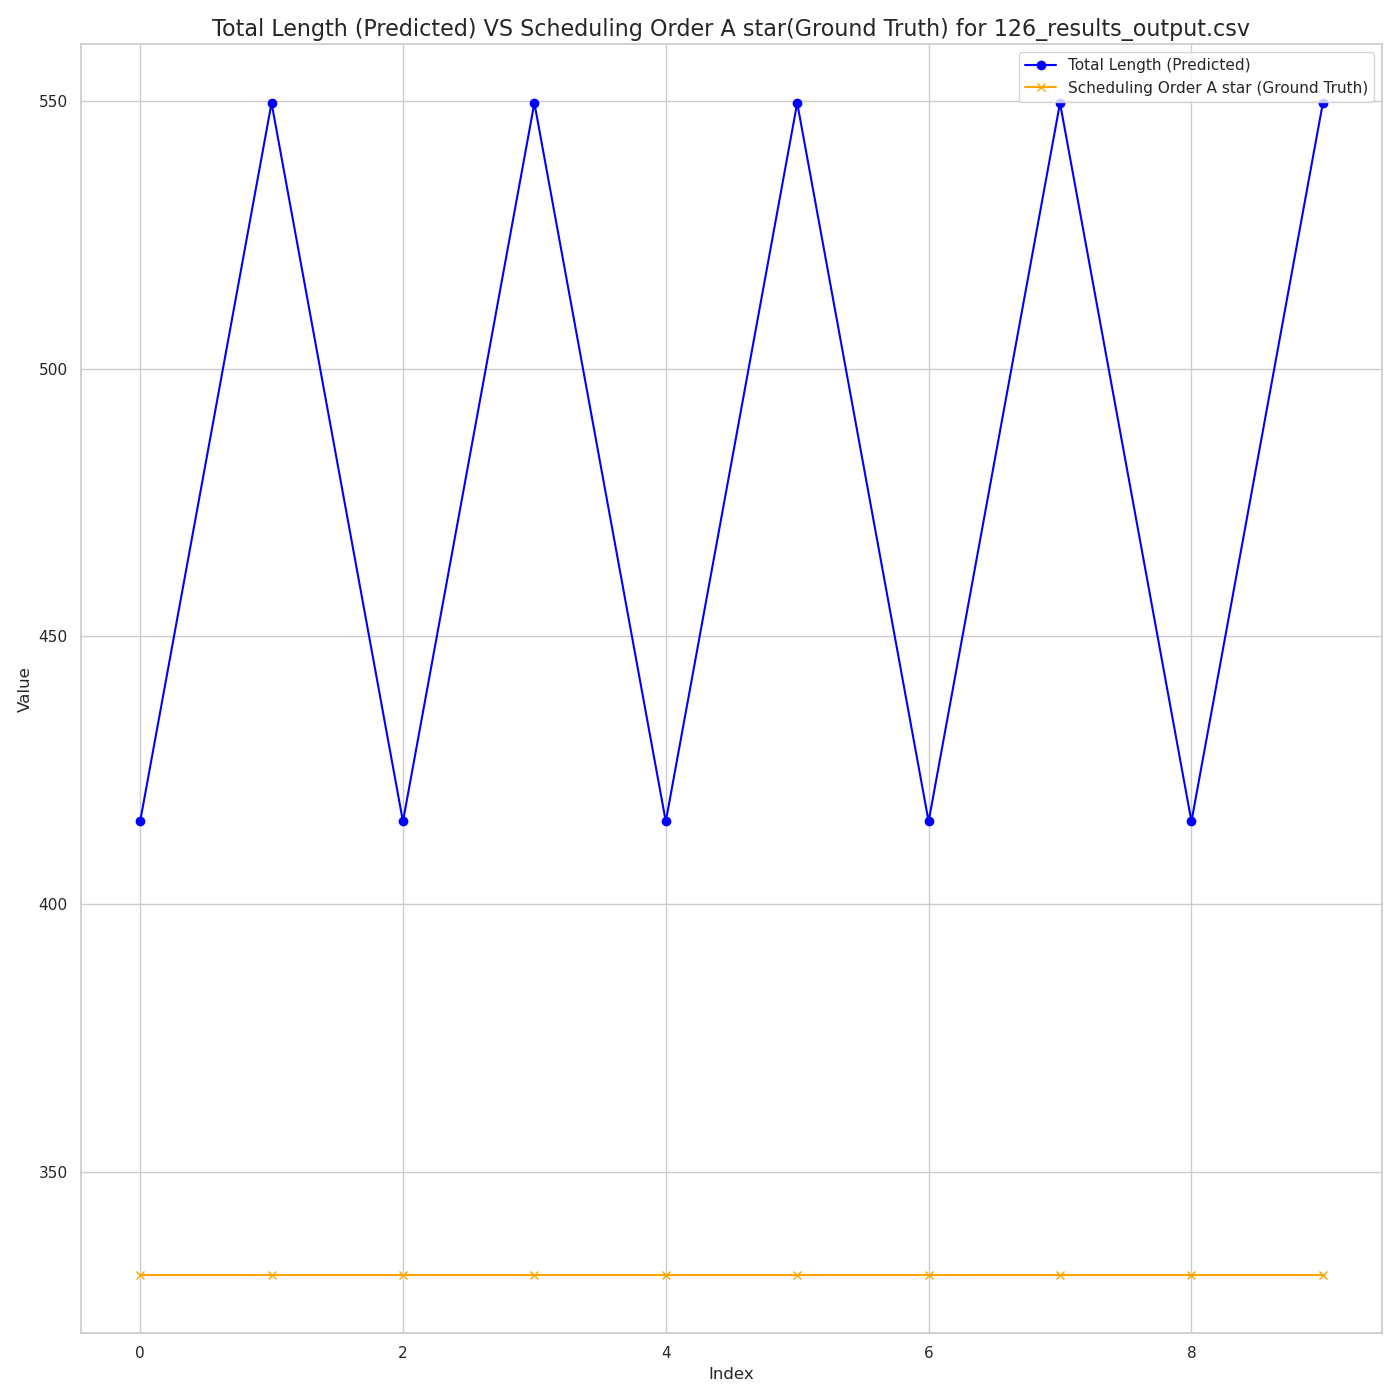 Total Length (Predicted) VS Scheduling Order A star(Ground Truth) for 126_results_output.csv
Total Length (Predicted)
Scheduling Order A star (Ground Truth)
550
500
450
400
350
Value
0 2 4 6 8
Index